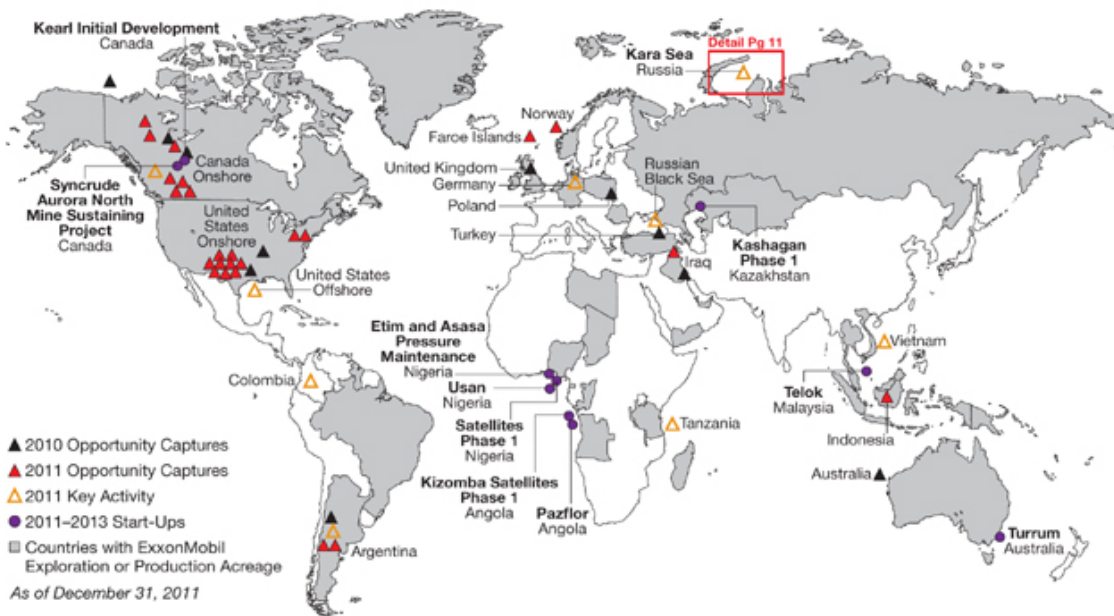 Kearl Initial Development
Canada
Detail Pg 11
Kara Sea
Russia
Norway
Faroe Islands
Canada
Onshore
United Kingdom
Germany
Russian
Black Sea
Syncrude
Aurora North
Mine Sustaining
Project
Canada
Poland
United
States
Onshore
Turkey
Kashagan
Phase 1
Kazakhstan
Iraq
United States
Offshore
Etim and Asasa
Pressure
Maintenance
Nigeria
Vietnam
Colombia
Usan
Nigeria
Telok
Malaysia
Satellites
Phase 1
Nigeria
Tanzania
Indonesia
Kizomba Satellites
Phase 1
Angola
Pazflor
Angola
Australia
Turrum
Australia
Argentina
2010 Opportunity Captures
2011 Opportunity Captures
2011 Key Activity
2011–2013 Start-Ups
Countries with ExxonMobil
Exploration or Production Acreage
As of December 31, 2011